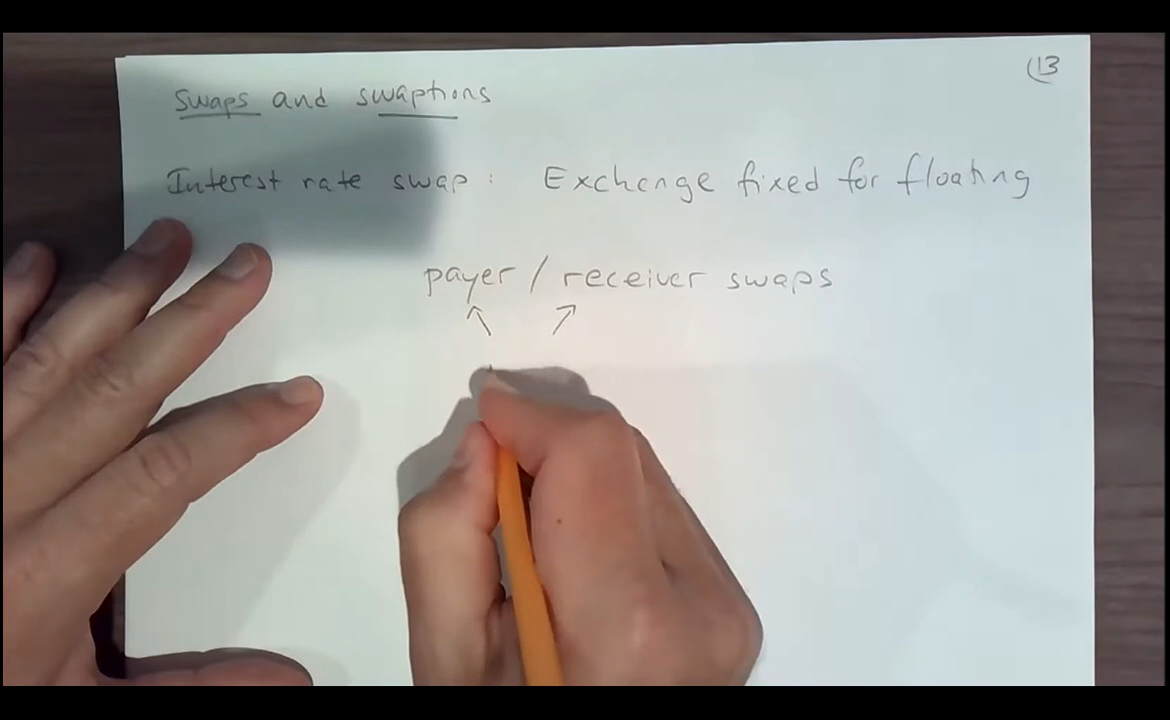 (13
Swaps and swaptions
Interest rate swap: Exchange fixed for floating
payer / receiver swaps